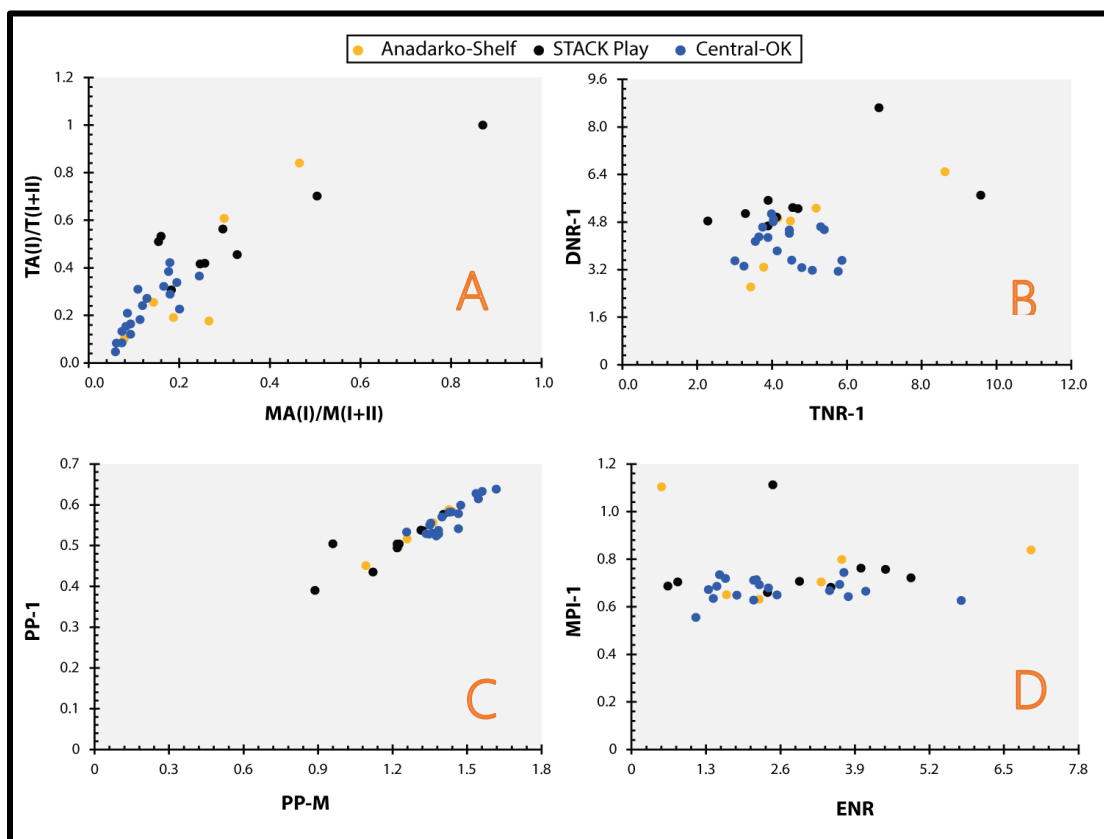 Anadarko-Shelf STACK Play Central-OK
1.2
1
0.8
0.6
0.4
0.2
0.0
TA(I)/T(I+II)
A
0.0 0.2 0.4 0.6 0.8 1.0
MA(I)/M(I+II)
9.6
8.0
6.4
4.8
3.2
1.6
0.0
DNR-1
B
0.0 2.0 4.0 6.0 8.0 10.0 12.0
TNR-1
0.7
0.6
0.5
0.4
0.3
0.2
0.1
0
PP-1
C
0 0.3 0.6 0.9 1.2 1.5 1.8
PP-M
1.2
1.0
0.8
0.6
0.4
0.2
0
MPI-1
D
0 1.3 2.6 3.9 5.2 6.5 7.8
ENR